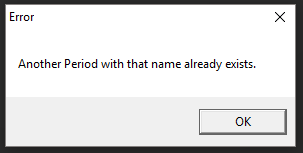 Error
Another Period with that name already exists.
OK